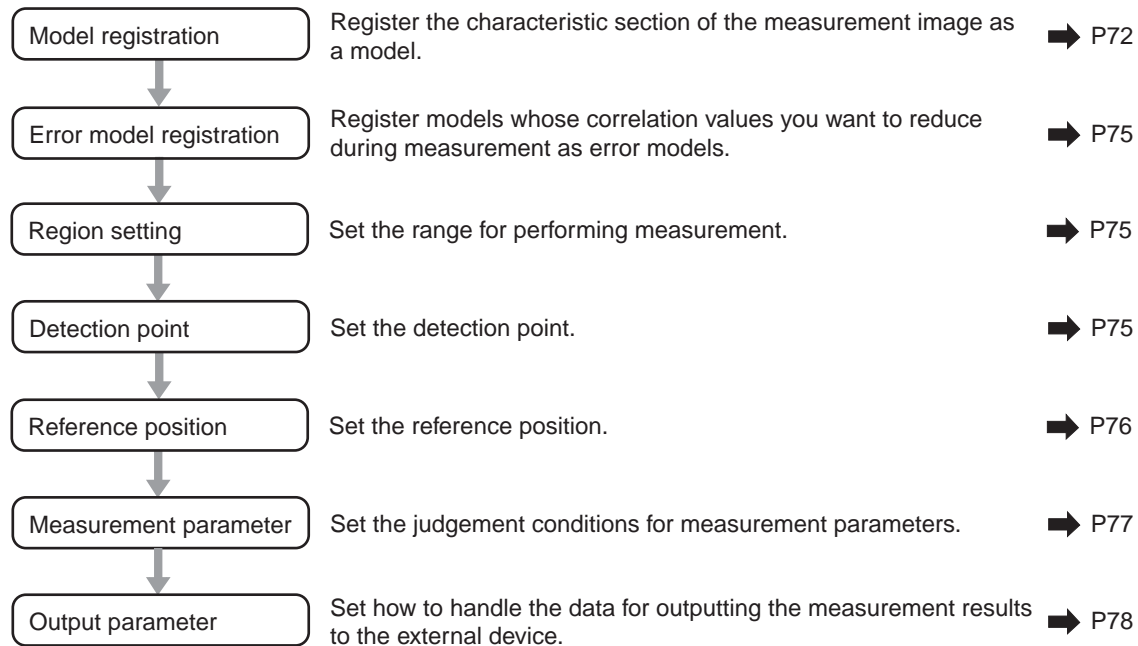 Model registration
Register the characteristic section of the measurement image as
a model.
P72
Error model registration
Register models whose correlation values you want to reduce
during measurement as error models.
P75
Region setting
Set the range for performing measurement.
P75
Detection point
Set the detection point.
P75
Reference position
Set the reference position.
P76
Measurement parameter
Set the judgement conditions for measurement parameters.
P77
Output parameter
Set how to handle the data for outputting the measurement results
to the external device.
P78